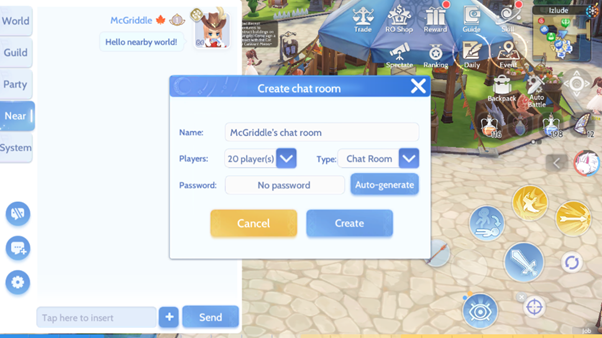 World
Guild
Party
Near
System
McGriddle
Hello nearby world!
Tap here to insert
Send
Trade
RO Shop
Reward
Guide
Skill
Izlude
Spectate
Ranking
Daily
Event
Backpack
Auto
Battle
Create chat room
Name:
McGriddle's chat room
Players:
20 player(s)
Type:
Chat Room
Password:
No password
Auto-generate
Cancel
Create
Job